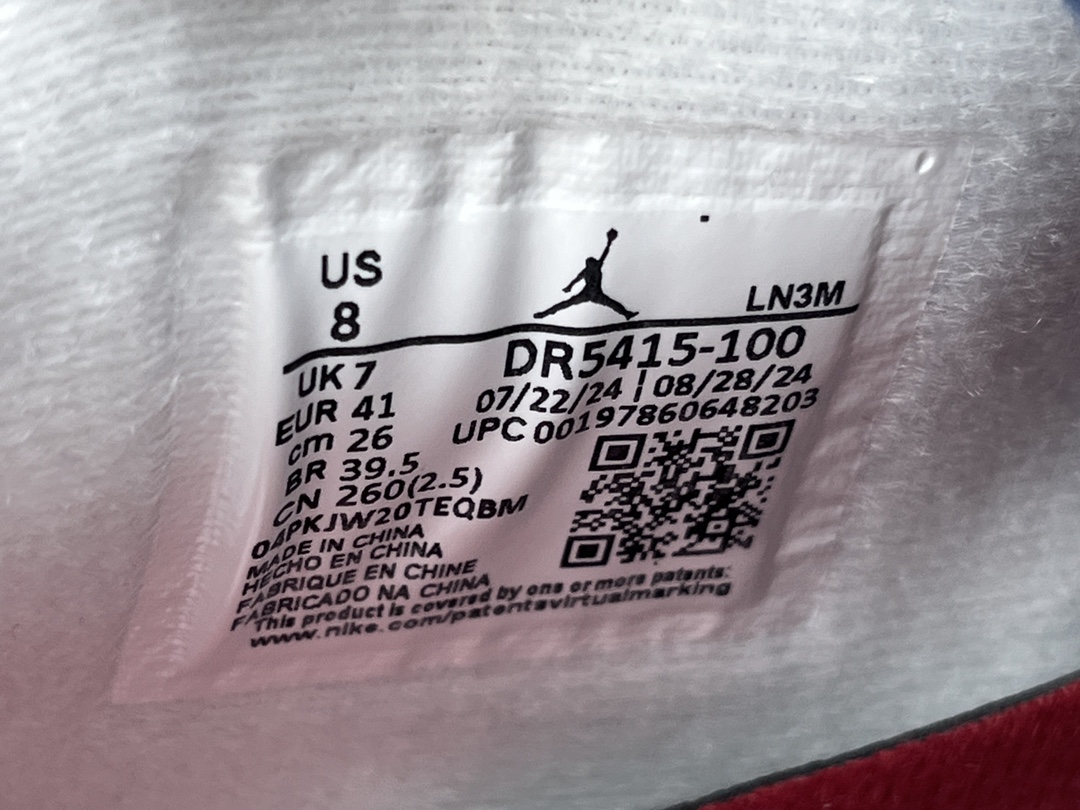 US
8
LN3M
UK 7
EUR 41
cm 26
BR 39.5
CN 260(2.5)
DR5415-100
07/22/24 | 08/28/24
UPC 00197860648203
04PKJW20TEQBM
MADE IN CHINA
HECHO EN CHINA
FABRIQUE EN CHINE
FABRICADO NA CHINA
This product is covered by one or more patents:
www.nike.com/patentsvirtualmarking